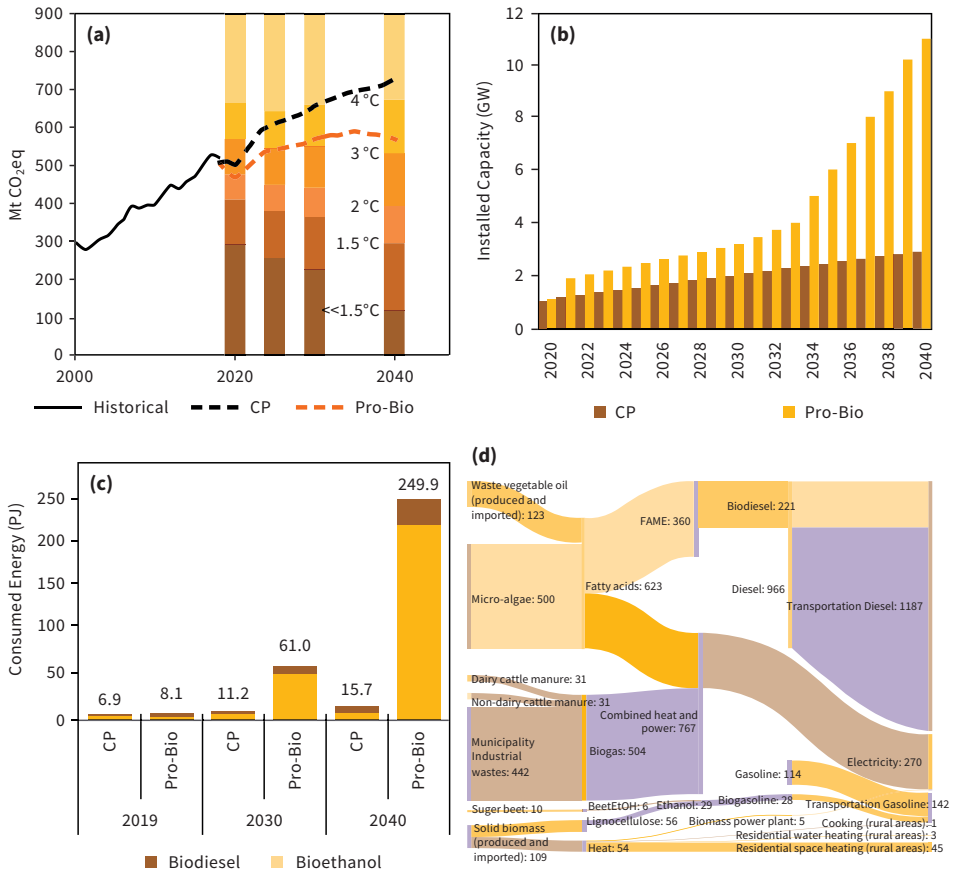 (a)
900
800
700
600
500
400
300
200
100
0
Mt CO2eq
4 °C
3 °C
2 °C
1.5 °C
<<1.5°C
2000
2020
2040
Historical
CP
Pro-Bio
(b)
12
10
8
6
4
2
0
Installed Capacity (GW)
2020
2022
2024
2026
2028
2030
2032
2034
2036
2038
2040
CP
Pro-Bio
(c)
250
200
150
100
50
0
Consumed Energy (PJ)
6.9
8.1
11.2
61.0
15.7
249.9
CP
Pro-Bio
CP
Pro-Bio
CP
Pro-Bio
2019
2030
2040
Biodiesel
Bioethanol
(d)
Waste vegetable oil
(produced and
imported): 123
FAME: 360
Biodiesel: 221
Micro-algae: 500
Fatty acids: 623
Diesel: 966
Transportation Diesel: 1187
Dairy cattle manure: 31
Non-dairy cattle manure: 31
Combined heat and
power: 767
Municipality
Industrial
wastes: 442
Biogas: 504
Electricity: 270
Gasoline: 114
Suger beet: 10
BeetEtOH: 6
Ethanol: 29
Biogasoline: 28
Transportation Gasoline: 142
Lignocellulose: 56
Biomass power plant: 5
Cooking (rural areas): 1
Solid biomass
(produced and
imported): 109
Residential water heating (rural areas): 3
Heat: 54
Residential space heating (rural areas): 45